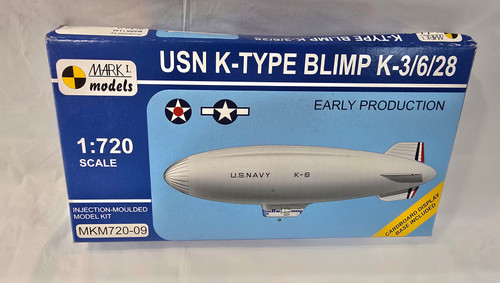 MARK I.
models
USN K-TYPE BLIMP K-3/6/28
EARLY PRODUCTION
1:720
SCALE
U.S.NAVY K-6
INJECTION-MOULDED
MODEL KIT
MKM720-09
CARDBOARD DISPLAY
BASE INCLUDED